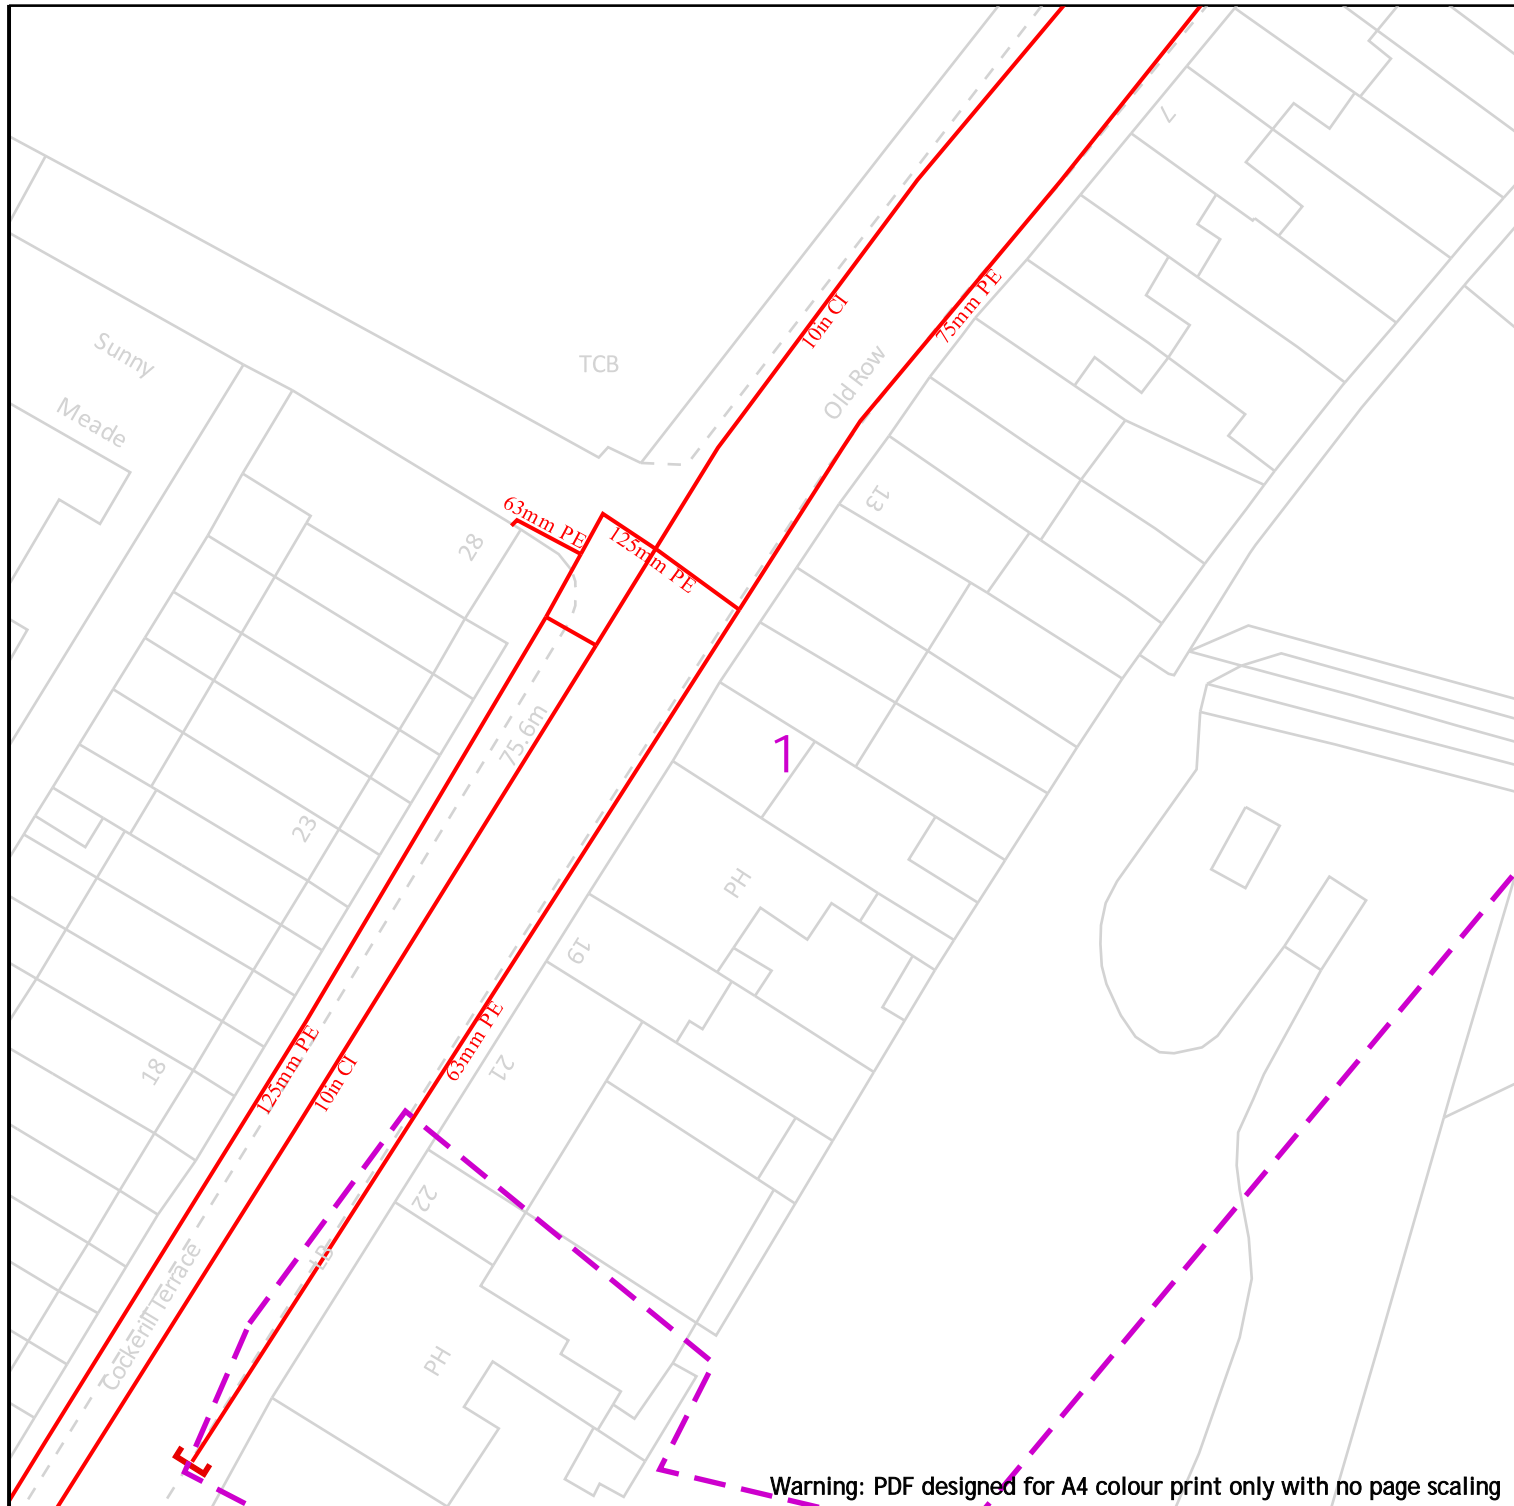 7
10in CI
75mm PE
Sunny
Meade
TCB
Old Row
13
63mm PE
125mm PE
28
75.6m
1
23
PH
19
63mm PE
21
18
125mm PE
10in CI
22
LB
Cockerill Terrace
PH
Warning: PDF designed for A4 colour print only with no page scaling